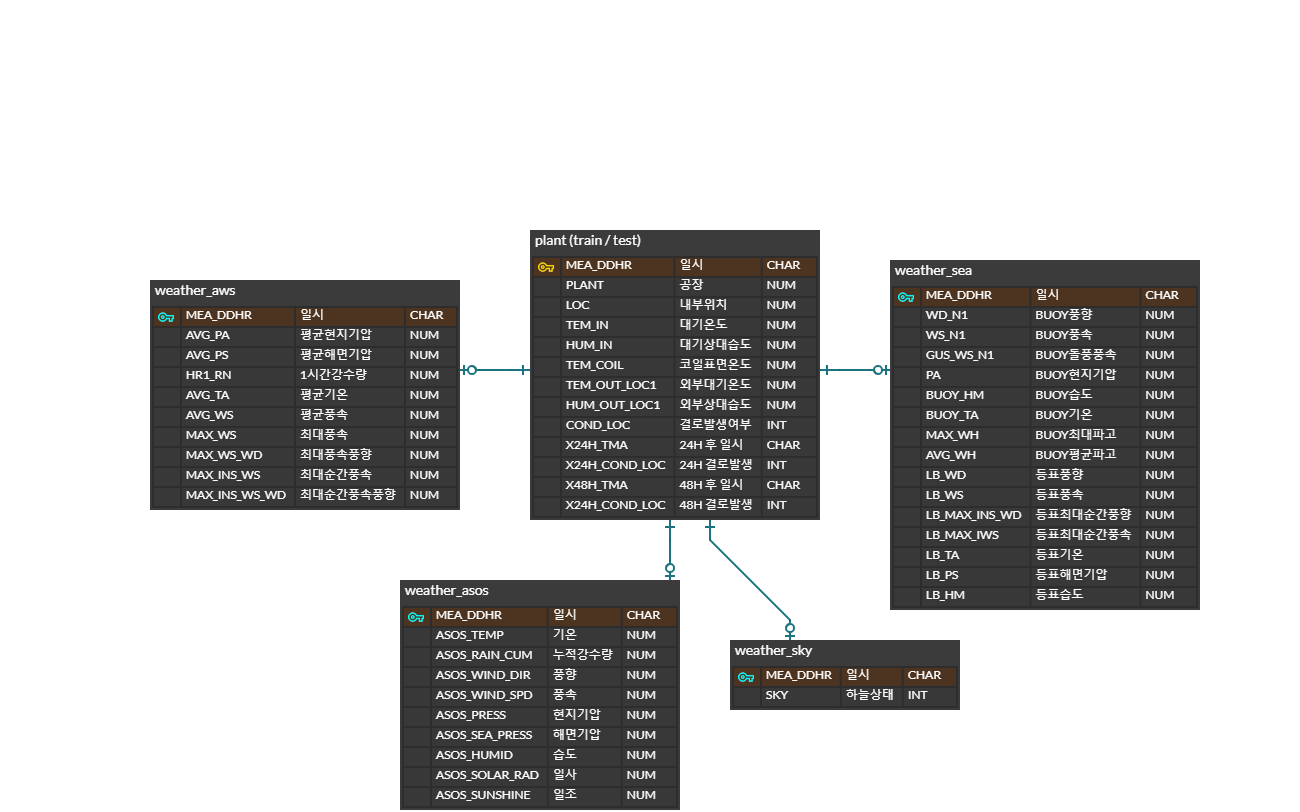 plant (train / test)
MEA_DDHR 일시 CHAR
PLANT 공장 NUM
LOC 내부위치 NUM
TEM_IN 대기온도 NUM
HUM_IN 대기상대습도 NUM
TEM_COIL 코일표면온도 NUM
TEM_OUT_LOC1 외부대기온도 NUM
HUM_OUT_LOC1 외부상대습도 NUM
COND_LOC 결로발생여부 INT
X24H_TMA 24H 후 일시 CHAR
X24H_COND_LOC 24H 결로발생 INT
X48H_TMA 48H 후 일시 CHAR
X24H_COND_LOC 48H 결로발생 INT
weather_aws
MEA_DDHR 일시 CHAR
AVG_PA 평균현지기압 NUM
AVG_PS 평균해면기압 NUM
HR1_RN 1시간강수량 NUM
AVG_TA 평균기온 NUM
AVG_WS 평균풍속 NUM
MAX_WS 최대풍속 NUM
MAX_WS_WD 최대풍속풍향 NUM
MAX_INS_WS 최대순간풍속 NUM
MAX_INS_WS_WD 최대순간풍속풍향 NUM
weather_sea
MEA_DDHR 일시 CHAR
WD_N1 BUOY풍향 NUM
WS_N1 BUOY풍속 NUM
GUS_WS_N1 BUOY돌풍풍속 NUM
PA BUOY현지기압 NUM
BUOY_HM BUOY습도 NUM
BUOY_TA BUOY기온 NUM
MAX_WH BUOY최대파고 NUM
AVG_WH BUOY평균파고 NUM
LB_WD 등표풍향 NUM
LB_WS 등표풍속 NUM
LB_MAX_INS_WD 등표최대순간풍향 NUM
LB_MAX_IWS 등표최대순간풍속 NUM
LB_TA 등표기온 NUM
LB_PS 등표해면기압 NUM
LB_HM 등표습도 NUM
weather_asos
MEA_DDHR 일시 CHAR
ASOS_TEMP 기온 NUM
ASOS_RAIN_CUM 누적강수량 NUM
ASOS_WIND_DIR 풍향 NUM
ASOS_WIND_SPD 풍속 NUM
ASOS_PRESS 현지기압 NUM
ASOS_SEA_PRESS 해면기압 NUM
ASOS_HUMID 습도 NUM
ASOS_SOLAR_RAD 일사 NUM
ASOS_SUNSHINE 일조 NUM
weather_sky
MEA_DDHR 일시 CHAR
SKY 하늘상태 INT